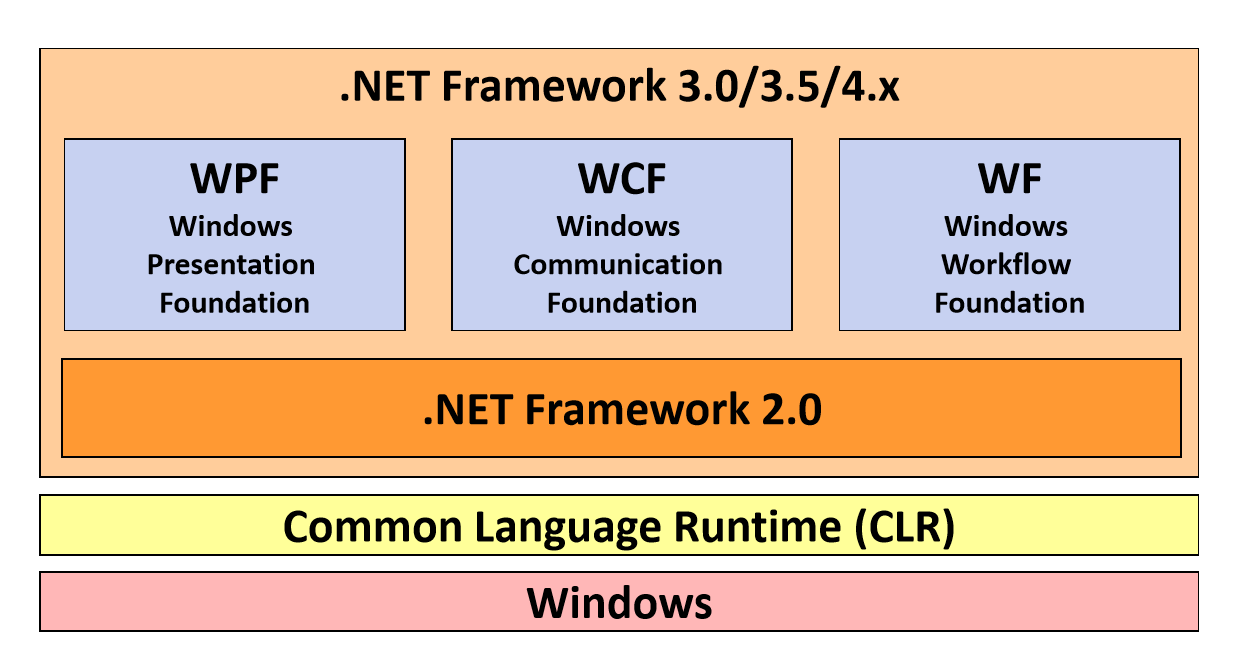 .NET Framework 3.0/3.5/4.x
WPF
Windows
Presentation
Foundation
WCF
Windows
Communication
Foundation
WF
Windows
Workflow
Foundation
.NET Framework 2.0
Common Language Runtime (CLR)
Windows